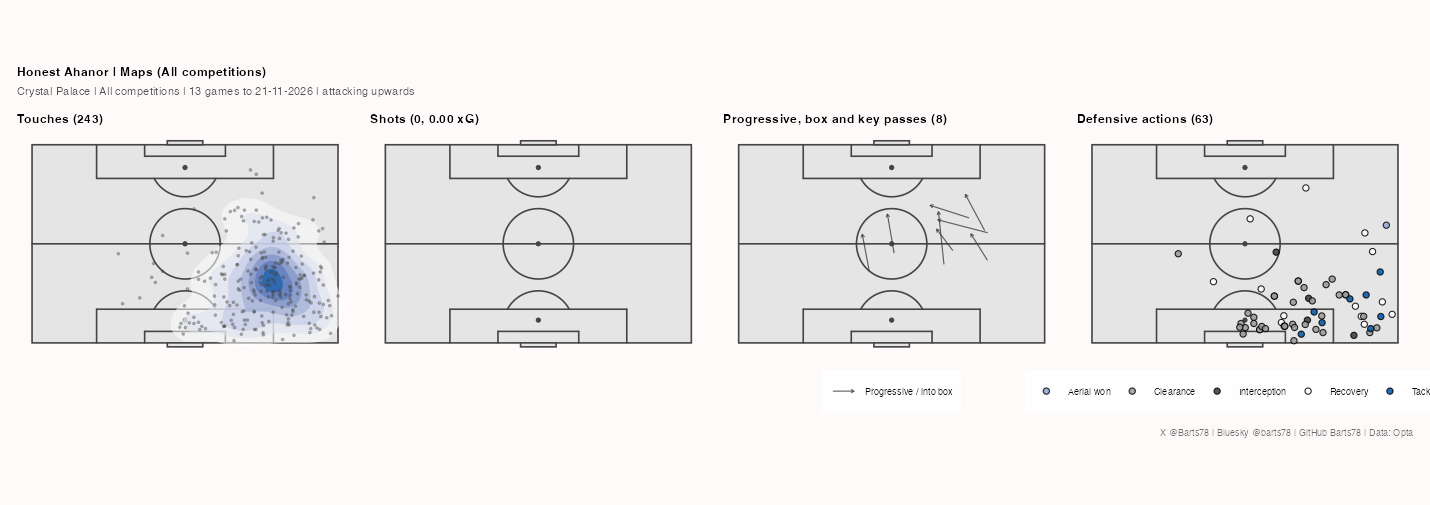 Honest Ahanor | Maps (All competitions)
Crystal Palace | All competitions | 13 games to 21-11-2026 | attacking upwards
Touches (243)
Shots (0, 0.00 xG)
Progressive, box and key passes (8)
Defensive actions (63)
Progressive / into box
Aerial won
Clearance
Interception
Recovery
Tack
X @Barts78 | Bluesky @barts78 | GitHub Barts78 | Data: Opta